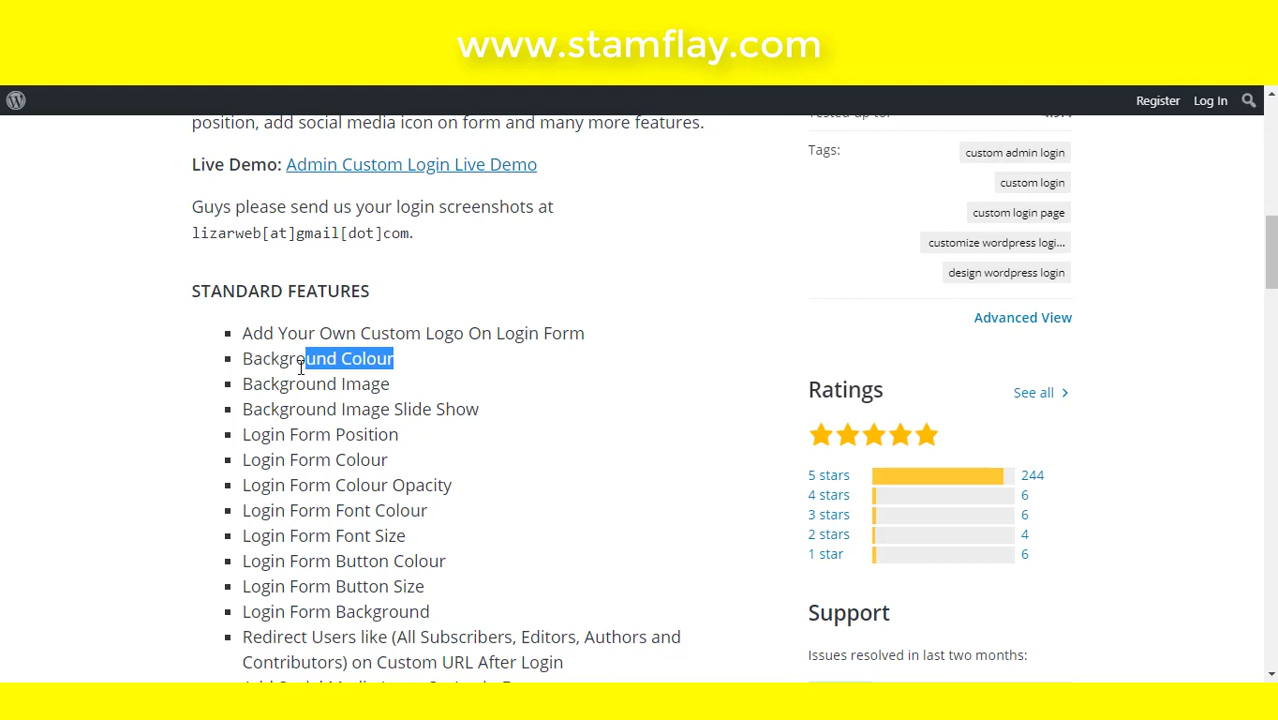 www.stamflay.com
Register Log In
position, add social media icon on form and many more features.
Live Demo: Admin Custom Login Live Demo
Guys please send us your login screenshots at
lizarweb[at]gmail[dot]com.
STANDARD FEATURES
Add Your Own Custom Logo On Login Form
Background Colour
Background Image
Background Image Slide Show
Login Form Position
Login Form Colour
Login Form Colour Opacity
Login Form Font Colour
Login Form Font Size
Login Form Button Colour
Login Form Button Size
Login Form Background
Redirect Users like (All Subscribers, Editors, Authors and
Contributors) on Custom URL After Login
Tags:
custom admin login
custom login
custom login page
customize wordpress logi...
design wordpress login
Advanced View
Ratings See all
5 stars 244
4 stars 6
3 stars 6
2 stars 4
1 star 6
Support
Issues resolved in last two months: